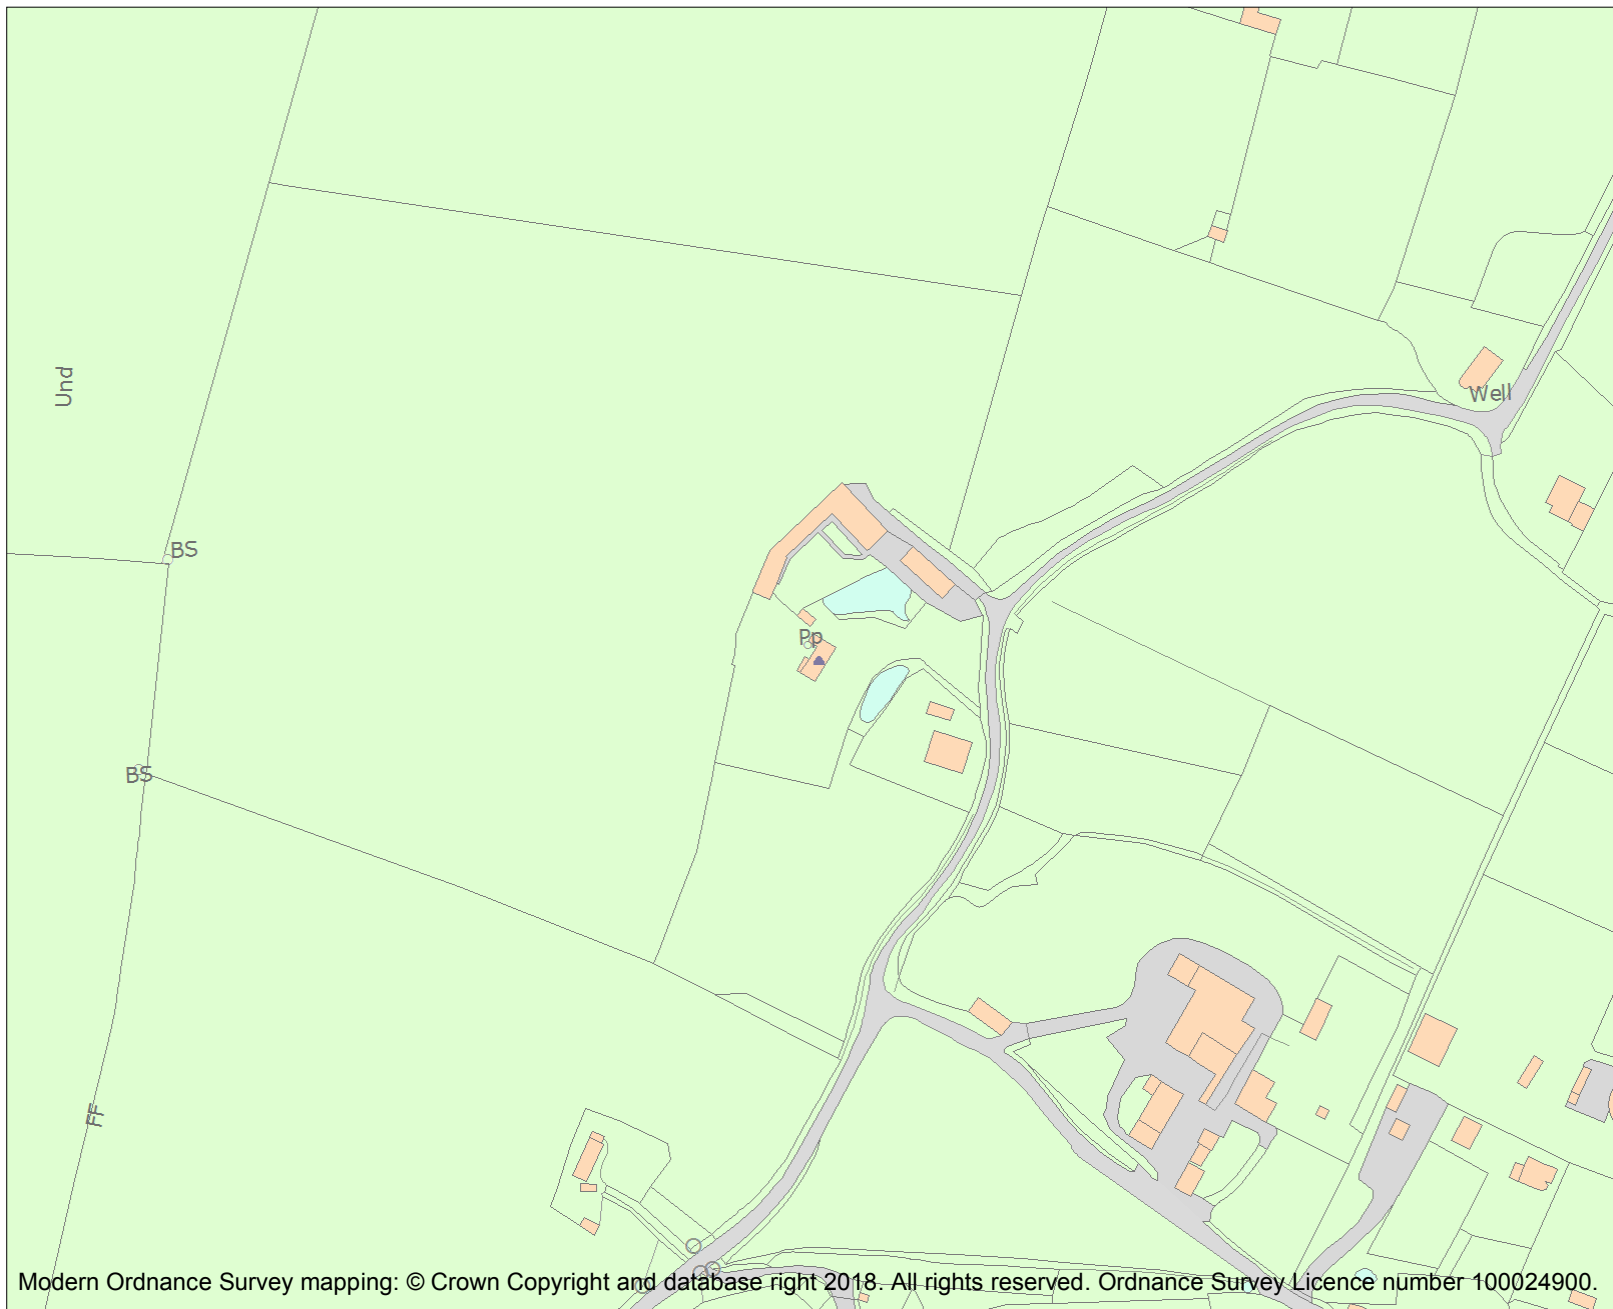 Und
Well
BS
Pp
BS
FF
Modern Ordnance Survey mapping: © Crown Copyright and database right 2018. All rights reserved. Ordnance Survey Licence number 100024900.